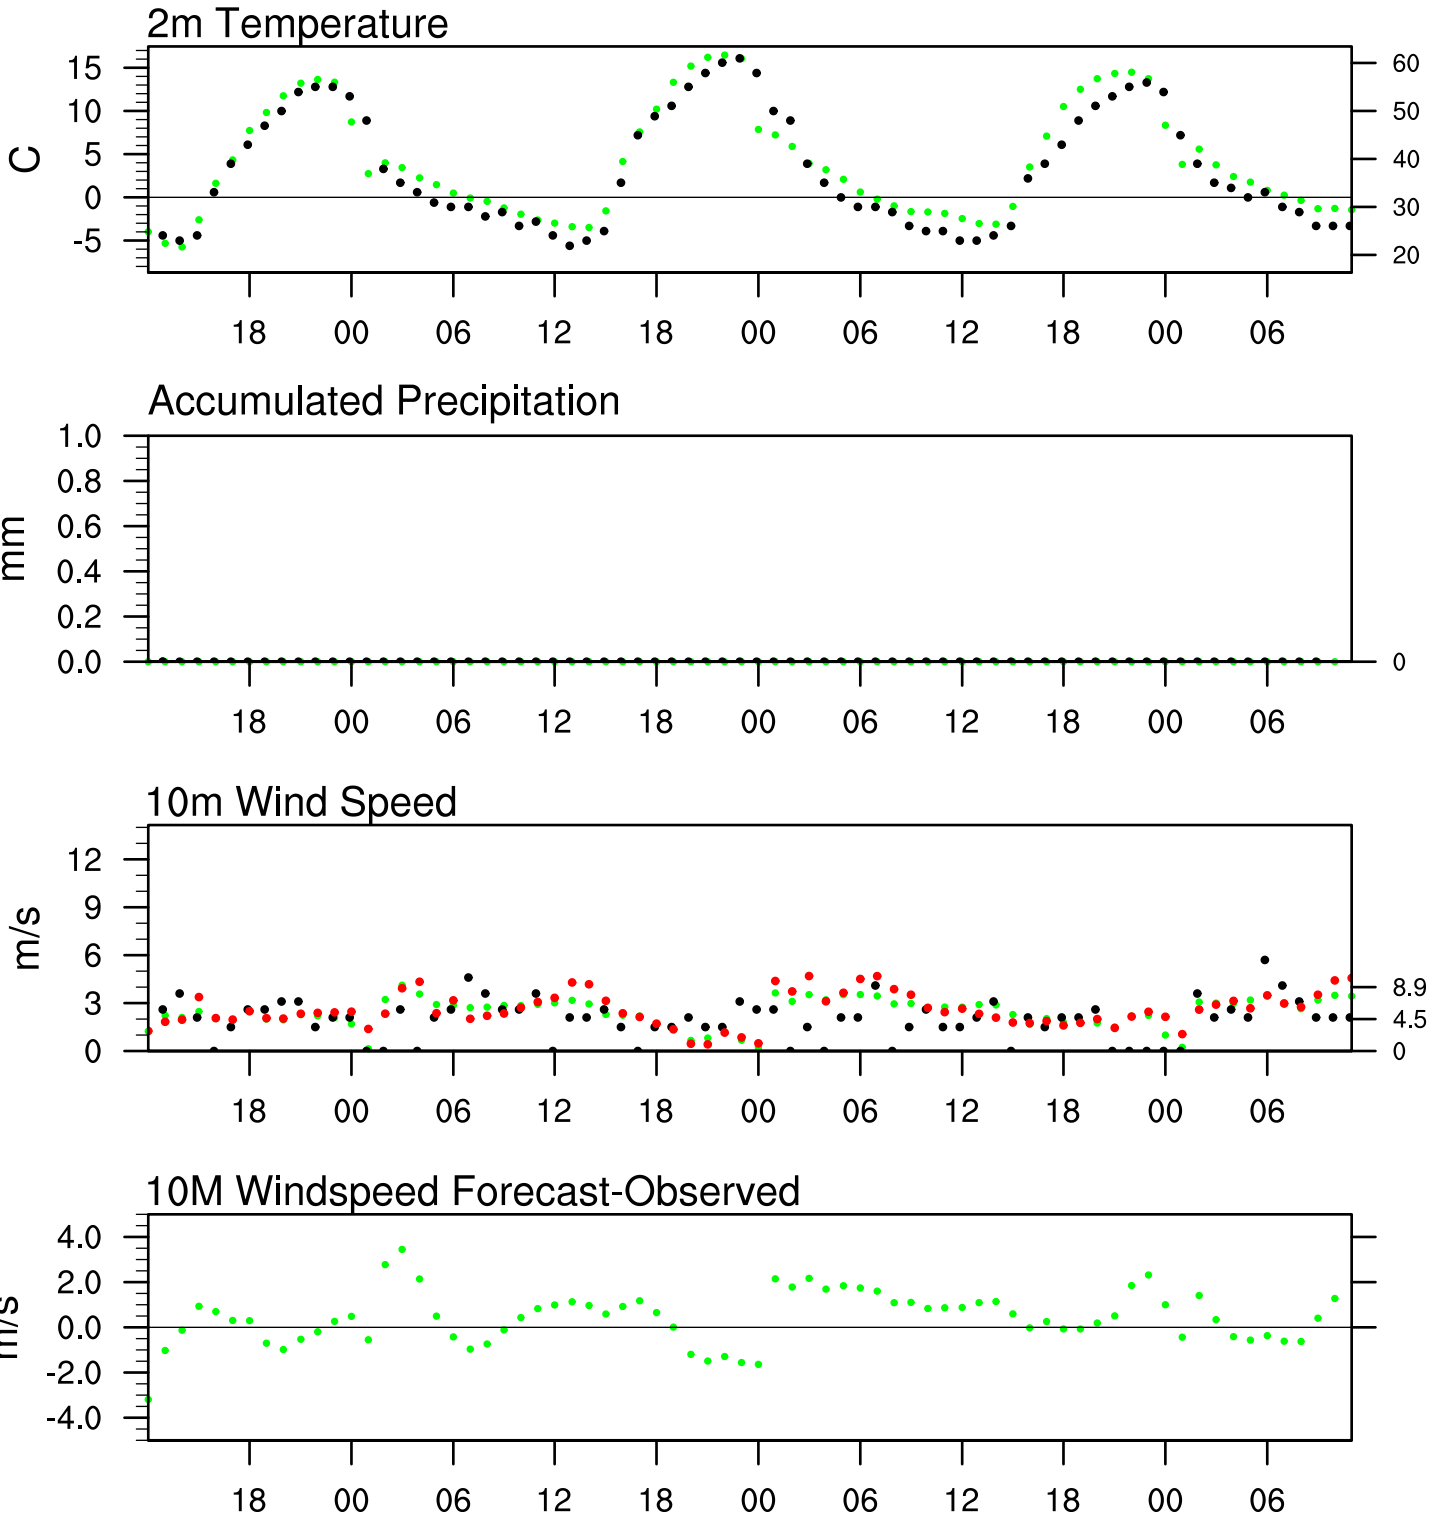 2m Temperature
15
10
5
0
-5
C
60
50
40
30
20
18 00 06 12 18 00 06 12 18 00 06
Accumulated Precipitation
1.0
0.8
0.6
0.4
0.2
0.0
mm
0
18 00 06 12 18 00 06 12 18 00 06
10m Wind Speed
12
9
6
3
0
m/s
8.9
4.5
0
18 00 06 12 18 00 06 12 18 00 06
10M Windspeed Forecast-Observed
4.0
2.0
0.0
-2.0
-4.0
m/s
18 00 06 12 18 00 06 12 18 00 06